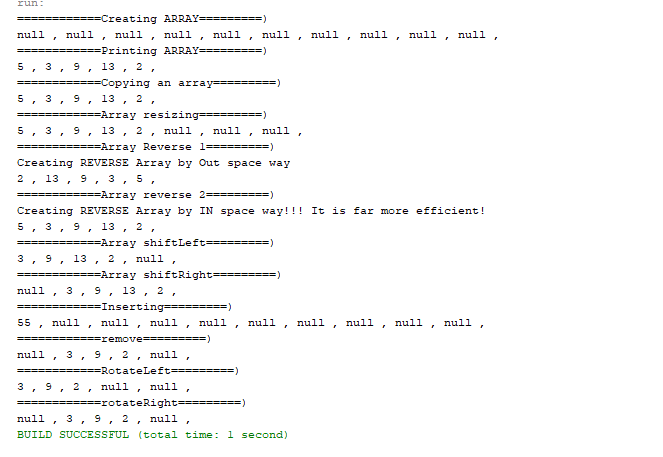 run:
============Creating ARRAY=========)
null , null , null , null , null , null , null , null , null , null ,
============Printing ARRAY=========)
5 , 3 , 9 , 13 , 2 ,
============Copying an array=========)
5 , 3 , 9 , 13 , 2 ,
============Array resizing=========)
5 , 3 , 9 , 13 , 2 , null , null , null ,
============Array Reverse 1=========)
Creating REVERSE Array by Out space way
2 , 13 , 9 , 3 , 5 ,
============Array reverse 2=========)
Creating REVERSE Array by IN space way!!! It is far more efficient!
5 , 3 , 9 , 13 , 2 ,
============Array shiftLeft=========)
3 , 9 , 13 , 2 , null ,
============Array shiftRight=========)
null , 3 , 9 , 13 , 2 ,
============Inserting=========)
55 , null , null , null , null , null , null , null , null , null ,
============remove=========)
null , 3 , 9 , 2 , null ,
============RotateLeft=========)
3 , 9 , 2 , null , null ,
============rotateRight=========)
null , 3 , 9 , 2 , null ,
BUILD SUCCESSFUL (total time: 1 second)